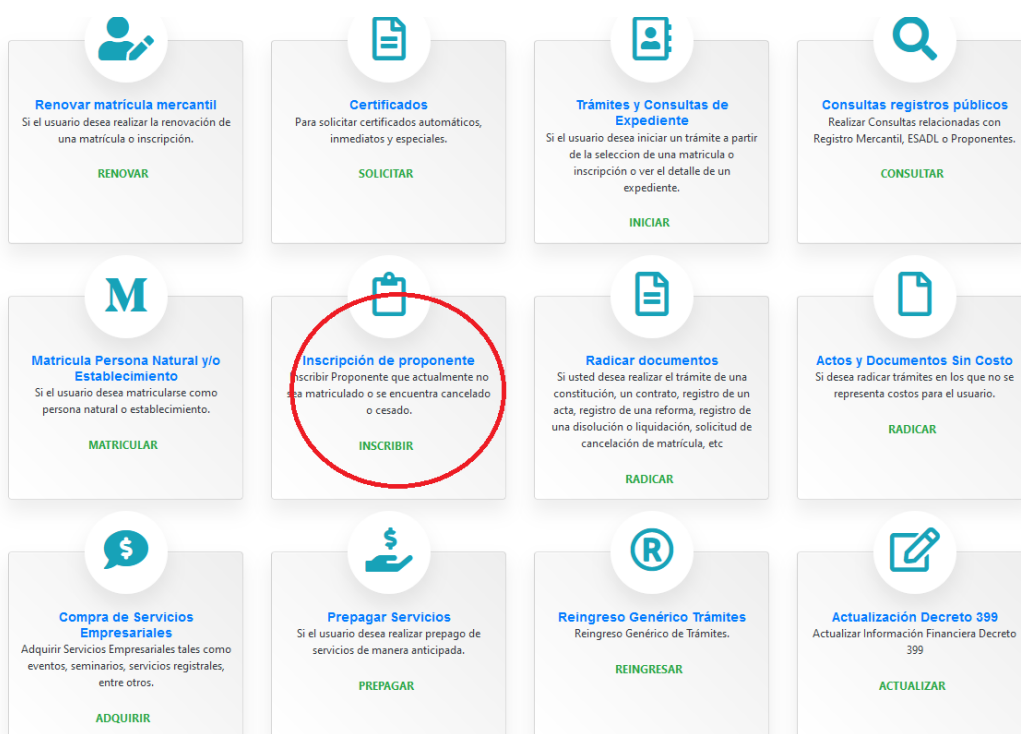 Renovar matrícula mercantil
Si el usuario desea realizar la renovación de
una matrícula o inscripción.
RENOVAR
Certificados
Para solicitar certificados automáticos,
inmediatos y especiales.
SOLICITAR
Trámites y Consultas de
Expediente
Si el usuario desea iniciar un trámite a partir
de la seleccion de una matricula o
inscripción o ver el detalle de un
expediente.
INICIAR
Consultas registros públicos
Realizar Consultas relacionadas con
Registro Mercantil, ESADL o Proponentes.
CONSULTAR
M
Matricula Persona Natural y/o
Establecimiento
Si el usuario desea matricularse como
persona natural o establecimiento.
MATRICULAR
Inscripción de proponente
Inscribir Proponente que actualmente no
sea matriculado o se encuentra cancelado
o cesado.
INSCRIBIR
Radicar documentos
Si usted desea realizar el trámite de una
constitución, un contrato, registro de un
acta, registro de una reforma, registro de
una disolución o liquidación, solicitud de
cancelación de matrícula, etc
RADICAR
Actos y Documentos Sin Costo
Si desea radicar trámites en los que no se
representa costos para el usuario.
RADICAR
$
Compra de Servicios
Empresariales
Adquirir Servicios Empresariales tales como
eventos, seminarios, servicios registrales,
entre otros.
ADQUIRIR
$
Prepagar Servicios
Si el usuario desea realizar prepago de
servicios de manera anticipada.
PREPAGAR
®
Reingreso Genérico Trámites
Reingreso Genérico de Trámites.
REINGRESAR
Actualización Decreto 399
Actualizar Información Financiera Decreto
399
ACTUALIZAR